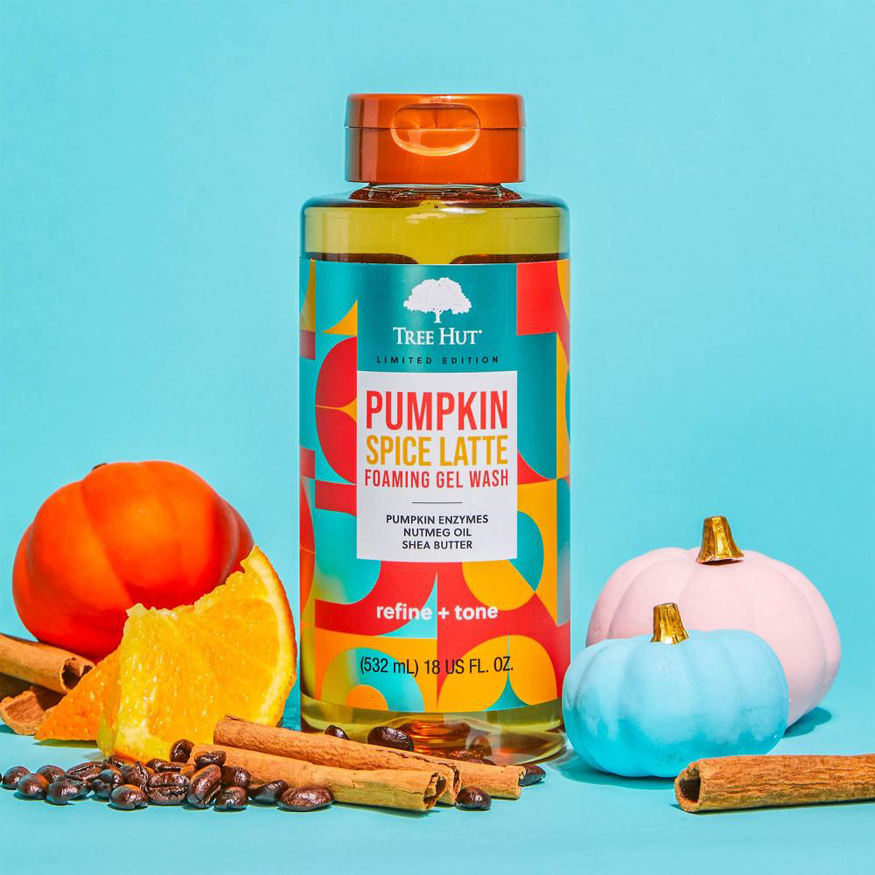 TREE HUT®
LIMITED EDITION
PUMPKIN
SPICE LATTE
FOAMING GEL WASH
PUMPKIN ENZYMES
NUTMEG OIL
SHEA BUTTER
refine + tone
(532 mL) 18 US FL. OZ.